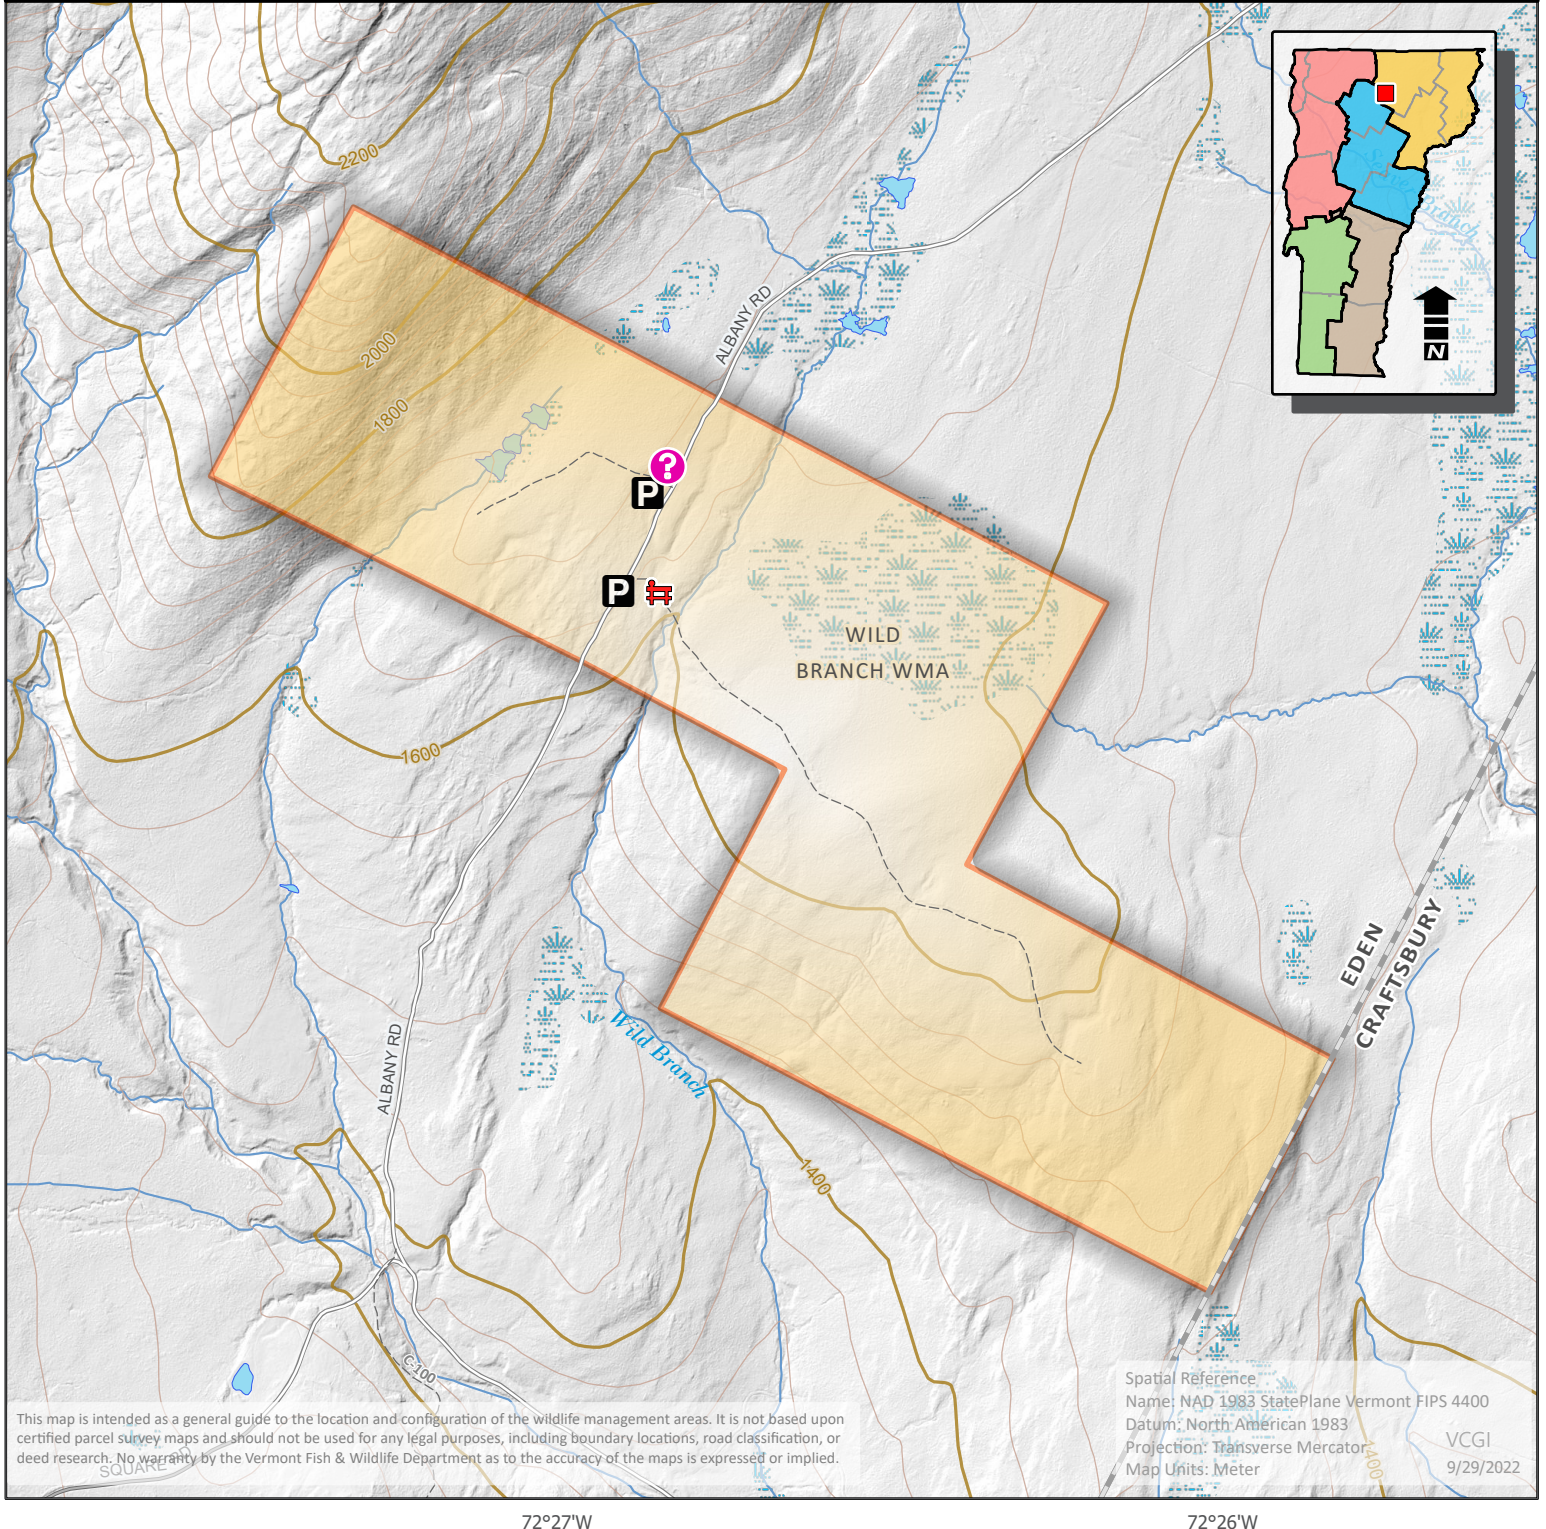 2200
2000
1800
ALBANY RD
?
P
P
WILD
BRANCH WMA
1600
Branch
N
EDEN
CRAFTSBURY
Wild Branch
ALBANY RD
1400
C-100
1400
SQUARE RD
This map is intended as a general guide to the location and configuration of the wildlife management areas. It is not based upon
certified parcel survey maps and should not be used for any legal purposes, including boundary locations, road classification, or
deed research. No warranty by the Vermont Fish & Wildlife Department as to the accuracy of the maps is expressed or implied.
Spatial Reference
Name: NAD 1983 StatePlane Vermont FIPS 4400
Datum: North American 1983
Projection: Transverse Mercator
Map Units: Meter
VCGI
9/29/2022
72°27'W
72°26'W